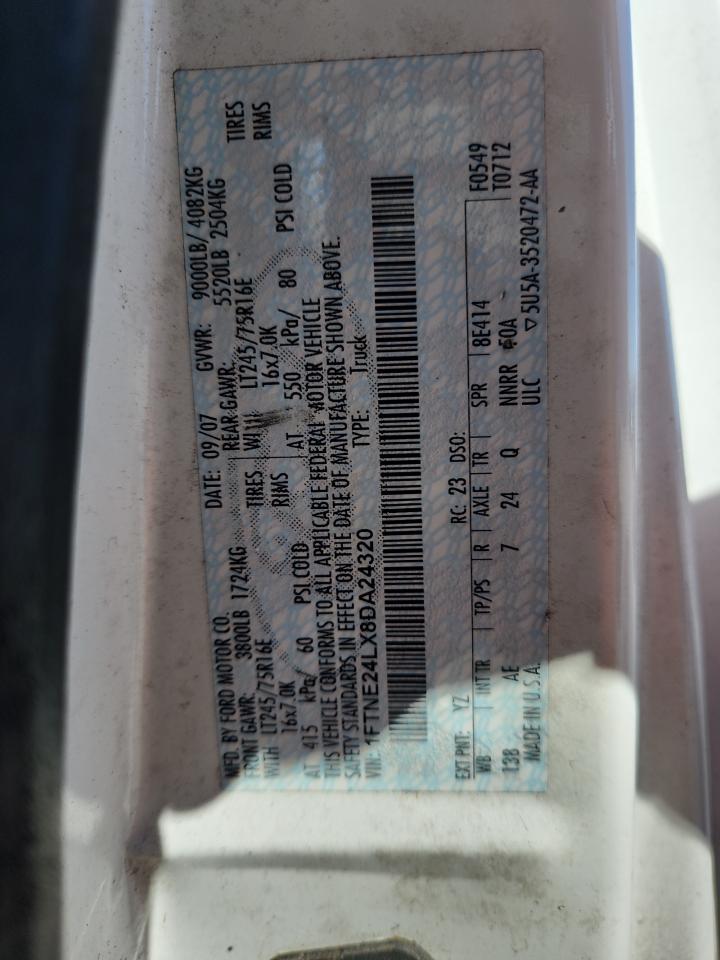 MFD. BY FORD MOTOR CO. DATE: 09/07 GVWR: 9000LB/ 4082KG
FRONT GAWR: 3800LB 1724KG REAR GAWR: 5520LB 2504KG
WITH LT245/75R16E TIRES WITH LT245/75R16E TIRES
16x7.0K RIMS 16x7.0K RIMS
AT 415 kPa/ 60 PSI COLD AT 550 kPa/ 80 PSI COLD
THIS VEHICLE CONFORMS TO ALL APPLICABLE FEDERAL MOTOR VEHICLE
SAFETY STANDARDS IN EFFECT ON THE DATE OF MANUFACTURE SHOWN ABOVE.
VIN: 1FTNE24LX8DA24320 TYPE: Truck
F0549
T0712
EXT PNT: YZ RC: 23 DSO:
WB INT TR TP/PS R AXLE TR SPR 8E414
138 AE 7 24 Q NNRR
MADE IN U.S.A. ULC ▽5U5A-3520472-AA